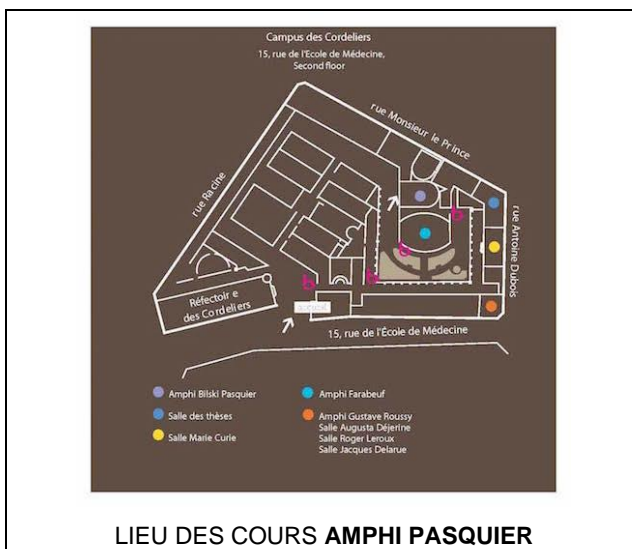 Campus des Cordeliers
15, rue de l'Ecole de Médecine,
Second floor
rue Monsieur le Prince
rue Racine
rue Antoine Dubois
Réfectoire
des Cordeliers
15, rue de l'École de Médecine
Amphi Bilski Pasquier
Salle des thèses
Salle Marie Curie
Amphi Farabeuf
Amphi Gustave Roussy
Salle Augusta Déjerine
Salle Roger Leroux
Salle Jacques Delarue
LIEU DES COURS AMPHI PASQUIER